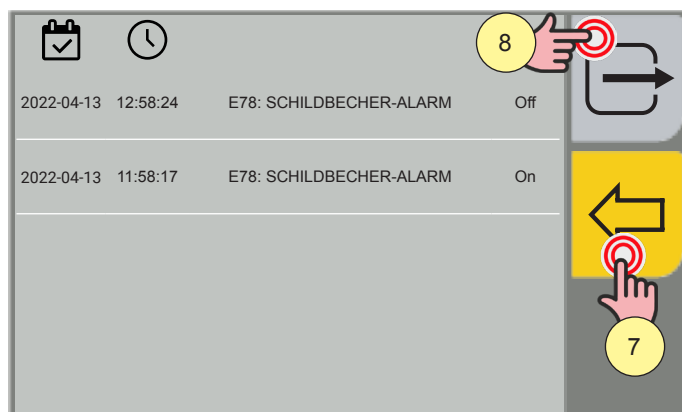 8
2022-04-13 12:58:24 E78: SCHILDBECHER-ALARM Off
2022-04-13 11:58:17 E78: SCHILDBECHER-ALARM On
7